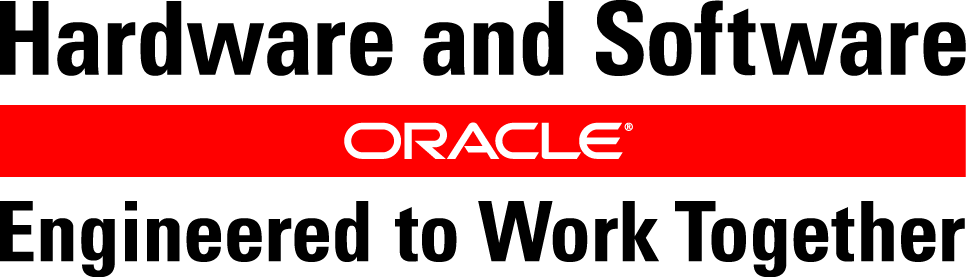 Hardware and Software
ORACLE®
Engineered to Work Together